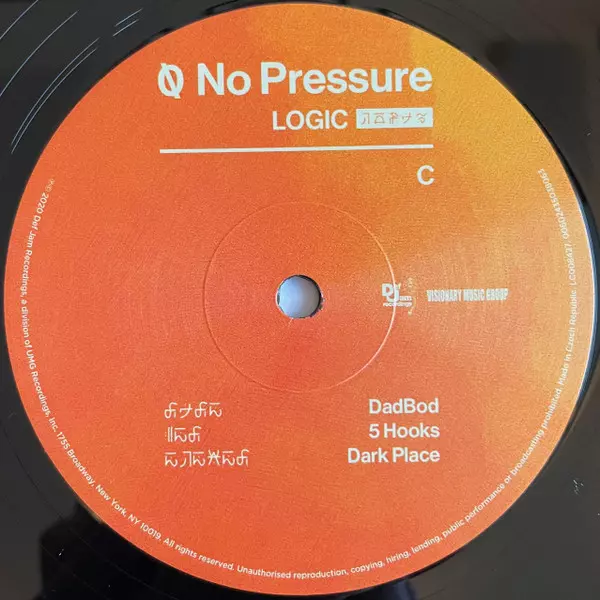 No Pressure
LOGIC
C
Def Jam
recordings
VISIONARY MUSIC GROUP
DadBod
5 Hooks
Dark Place
℗© 2020 Def Jam Recordings, a division of UMG Recordings, Inc. 1755 Broadway, New York, NY 10019. All rights reserved. Unauthorised reproduction, copying, hiring, lending, public performance or broadcasting prohibited. Made in Czech Republic.